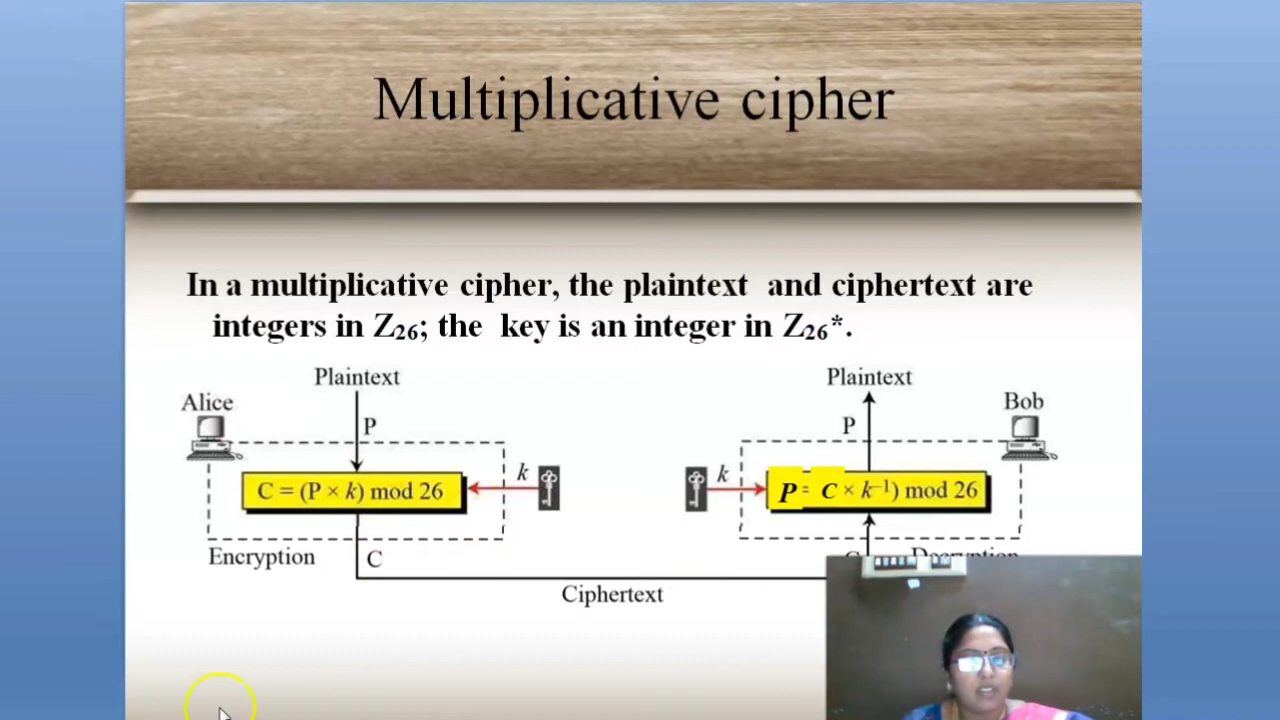 Multiplicative cipher
In a multiplicative cipher, the plaintext and ciphertext are
integers in Z₂₆; the key is an integer in Z₂₆*.
Plaintext
Plaintext
Alice
Bob
P
P
k
k
C = (P × k) mod 26
P = C × k⁻¹) mod 26
Encryption
C
Ciphertext